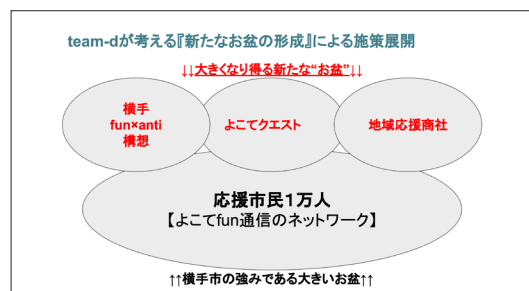 team-dが考える『新たなお盆の形成』による施策展開
↓↓大きくなり得る新たな“お盆”↓↓
横手
fun×anti
構想
よこてクエスト
地域応援商社
応援市民1万人
【よこてfun通信のネットワーク】
↑↑横手市の強みである大きいお盆↑↑